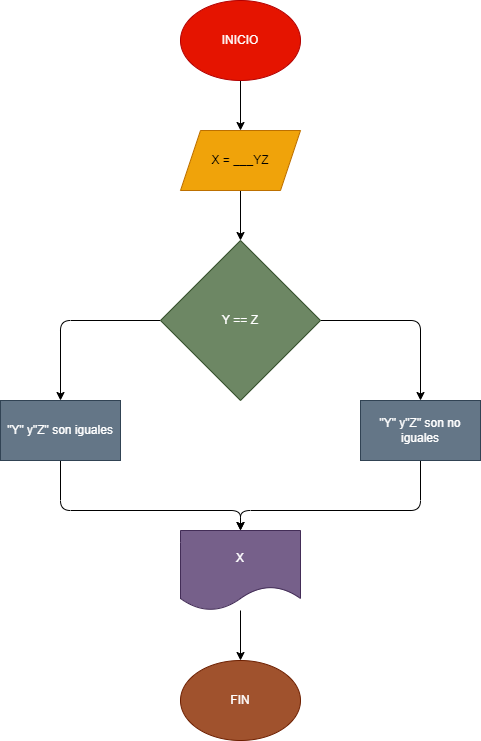 INICIO
X = ___YZ
Y == Z
"Y" y"Z" son iguales
"Y" y"Z" son no
iguales
X
FIN